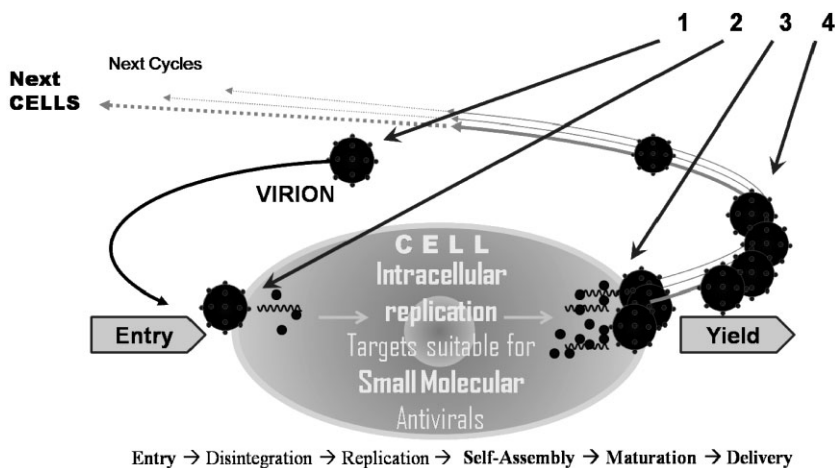 1 2 3 4
Next Cycles
Next
CELLS
VIRION
CELL
Intracellular
replication
Targets suitable for
Small Molecular
Antivirals
Entry
Yield
Entry → Disintegration → Replication → Self-Assembly → Maturation → Delivery